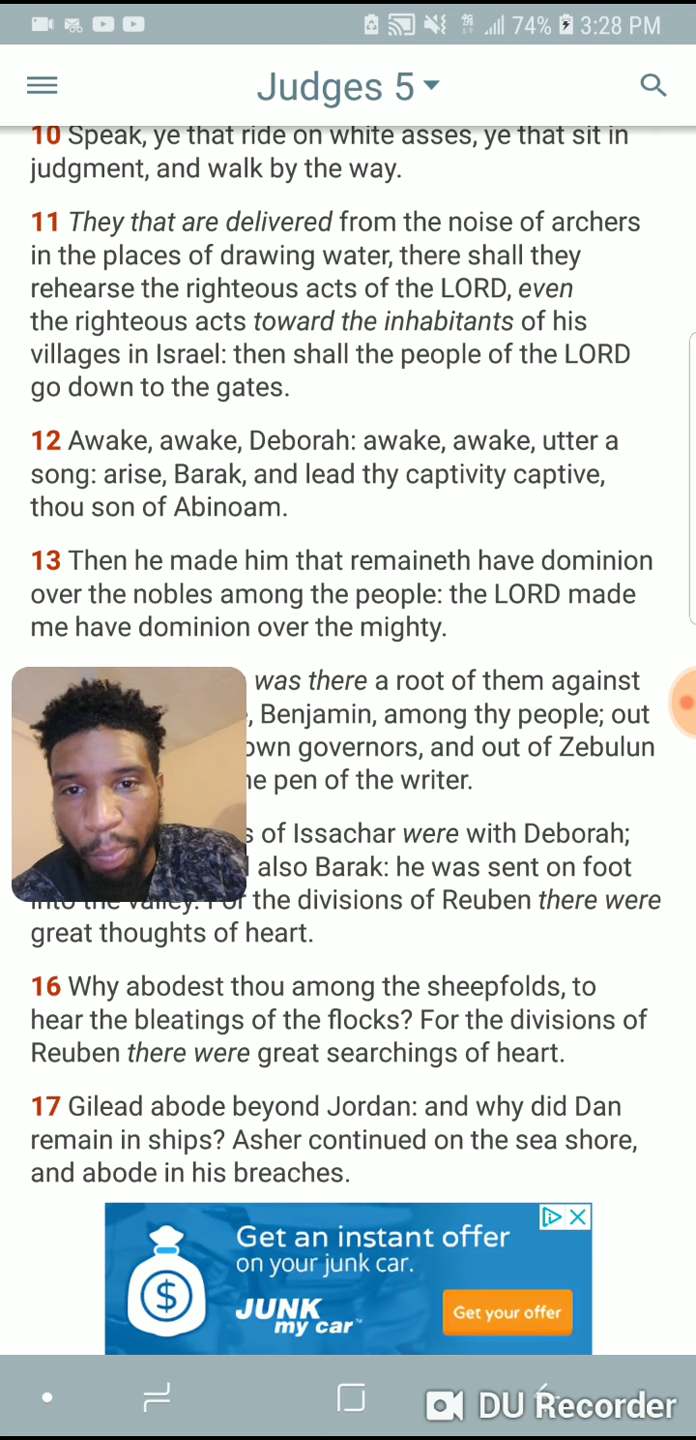 74% 3:28 PM
Judges 5
10 Speak, ye that ride on white asses, ye that sit in
judgment, and walk by the way.
11 They that are delivered from the noise of archers
in the places of drawing water, there shall they
rehearse the righteous acts of the LORD, even
the righteous acts toward the inhabitants of his
villages in Israel: then shall the people of the LORD
go down to the gates.
12 Awake, awake, Deborah: awake, awake, utter a
song: arise, Barak, and lead thy captivity captive,
thou son of Abinoam.
13 Then he made him that remaineth have dominion
over the nobles among the people: the LORD made
me have dominion over the mighty.
was there a root of them against
, Benjamin, among thy people; out
governors, and out of Zebulun
pen of the writer.
of Issachar were with Deborah;
also Barak: he was sent on foot
into the valley. For the divisions of Reuben there were
great thoughts of heart.
16 Why abodest thou among the sheepfolds, to
hear the bleatings of the flocks? For the divisions of
Reuben there were great searchings of heart.
17 Gilead abode beyond Jordan: and why did Dan
remain in ships? Asher continued on the sea shore,
and abode in his breaches.
Get an instant offer
on your junk car.
JUNK
my car
Get your offer
DU Recorder